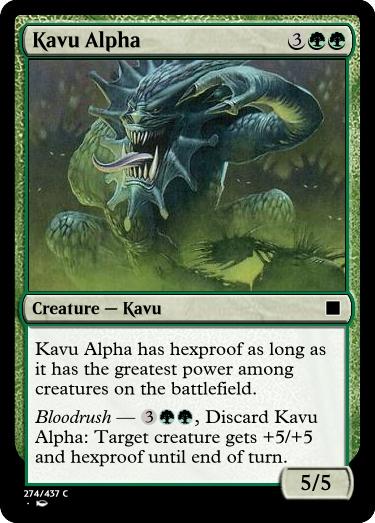 Kavu Alpha 3
Creature — Kavu
Kavu Alpha has hexproof as long as
it has the greatest power among
creatures on the battlefield.
Bloodrush — 3, Discard Kavu
Alpha: Target creature gets +5/+5
and hexproof until end of turn.
5/5
274/437 C